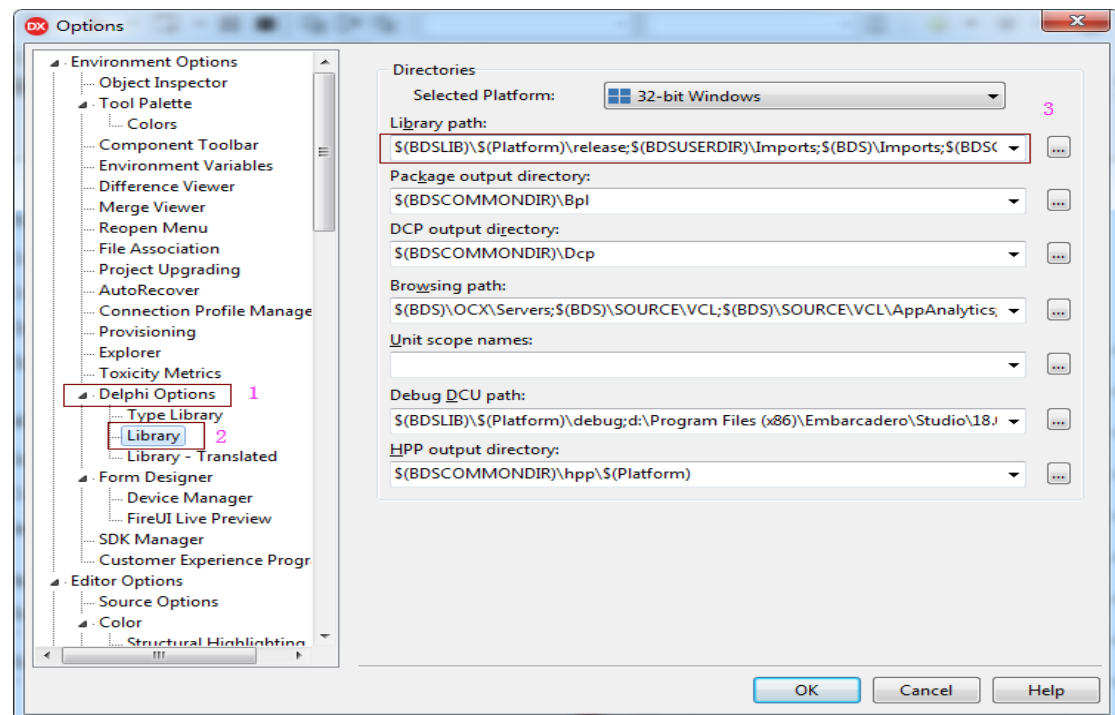 DX Options
Environment Options
Object Inspector
Tool Palette
Colors
Component Toolbar
Environment Variables
Difference Viewer
Merge Viewer
Reopen Menu
File Association
Project Upgrading
AutoRecover
Connection Profile Manage
Provisioning
Explorer
Toxicity Metrics
Delphi Options 1
Type Library
Library 2
Library - Translated
Form Designer
Device Manager
FireUI Live Preview
SDK Manager
Customer Experience Progr
Editor Options
Source Options
Color
Structural Highlighting
Directories
Selected Platform: 32-bit Windows
3
Library path:
$(BDSLIB)\$(Platform)\release;$(BDSUSERDIR)\Imports;$(BDS)\Imports;$(BDSC
...
Package output directory:
$(BDSCOMMONDIR)\Bpl
...
DCP output directory:
$(BDSCOMMONDIR)\Dcp
...
Browsing path:
$(BDS)\OCX\Servers;$(BDS)\SOURCE\VCL;$(BDS)\SOURCE\VCL\AppAnalytics;
...
Unit scope names:
...
Debug DCU path:
$(BDSLIB)\$(Platform)\debug;d:\Program Files (x86)\Embarcadero\Studio\18.
...
HPP output directory:
$(BDSCOMMONDIR)\hpp\$(Platform)
...
OK Cancel Help